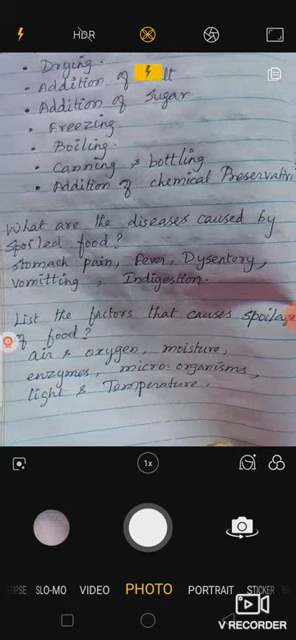 HDR
• Drying.
• Addition of lt
• Addition of Sugar
• Freezing
• Boiling.
• Canning & bottling
• Addition of chemical Preservativ
What are the diseases caused by
spoiled food?
stomach pain, Fever, Dysentery,
vomitting, Indigestion.
List the factors that causes spoilage
of food?
air & oxygen, moisture,
enzymes, micro-organisms,
light & Temperature.
1x
SLO-MO VIDEO PHOTO PORTRAIT STICKER
V RECORDER